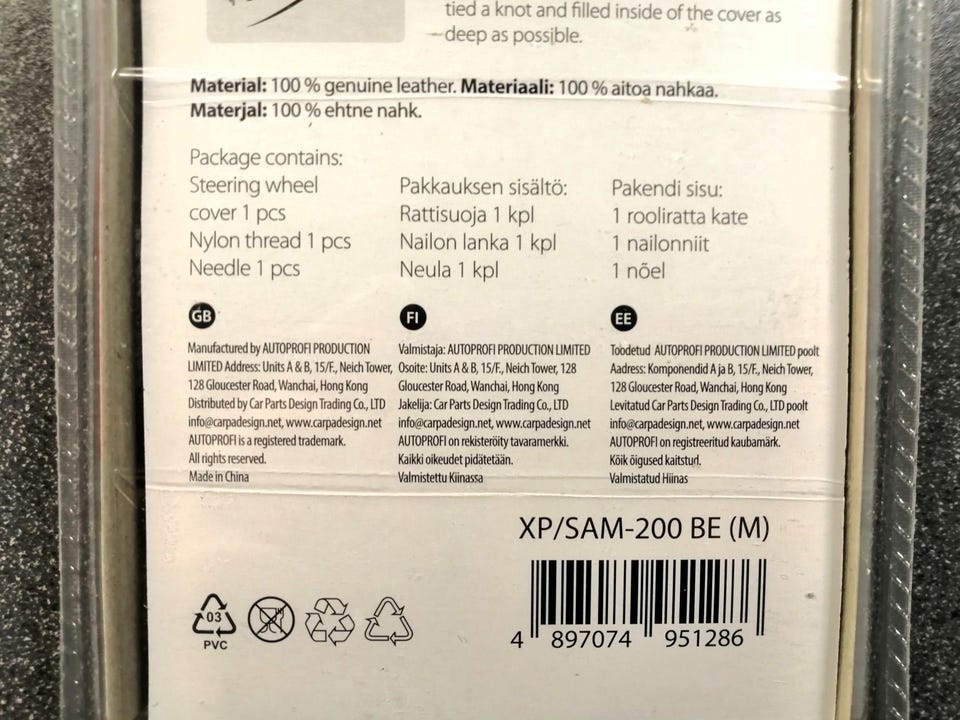 tied a knot and filled inside of the cover as
deep as possible.
Material: 100 % genuine leather. Materiaali: 100 % aitoa nahkaa.
Materjal: 100 % ehtne nahk.
Package contains:
Steering wheel
cover 1 pcs
Nylon thread 1 pcs
Needle 1 pcs
Pakkauksen sisältö:
Rattisuoja 1 kpl
Nailon lanka 1 kpl
Neula 1 kpl
Pakendi sisu:
1 rooliratta kate
1 nailonniit
1 nõel
GB
Manufactured by AUTOPROFI PRODUCTION
LIMITED Address: Units A & B, 15/F., Neich Tower,
128 Gloucester Road, Wanchai, Hong Kong
Distributed by Car Parts Design Trading Co., LTD
info@carpadesign.net, www.carpadesign.net
AUTOPROFI is a registered trademark.
All rights reserved.
Made in China
FI
Valmistaja: AUTOPROFI PRODUCTION LIMITED
Osoite: Units A & B, 15/F., Neich Tower, 128
Gloucester Road, Wanchai, Hong Kong
Jakelija: Car Parts Design Trading Co., LTD
info@carpadesign.net, www.carpadesign.net
AUTOPROFI on rekisteröity tavaramerkki.
Kaikki oikeudet pidätetään.
Valmistettu Kiinassa
EE
Toodetud AUTOPROFI PRODUCTION LIMITED poolt
Aadress: Komponendid A ja B, 15/F., Neich Tower,
128 Gloucester Road, Wanchai, Hong Kong
Levitatud Car Parts Design Trading Co., LTD poolt
info@carpadesign.net, www.carpadesign.net
AUTOPROFI on registreeritud kaubamärk.
Kõik õigused kaitstud.
Valmistatud Hiinas
XP/SAM-200 BE (M)
03
PVC
4 897074 951286